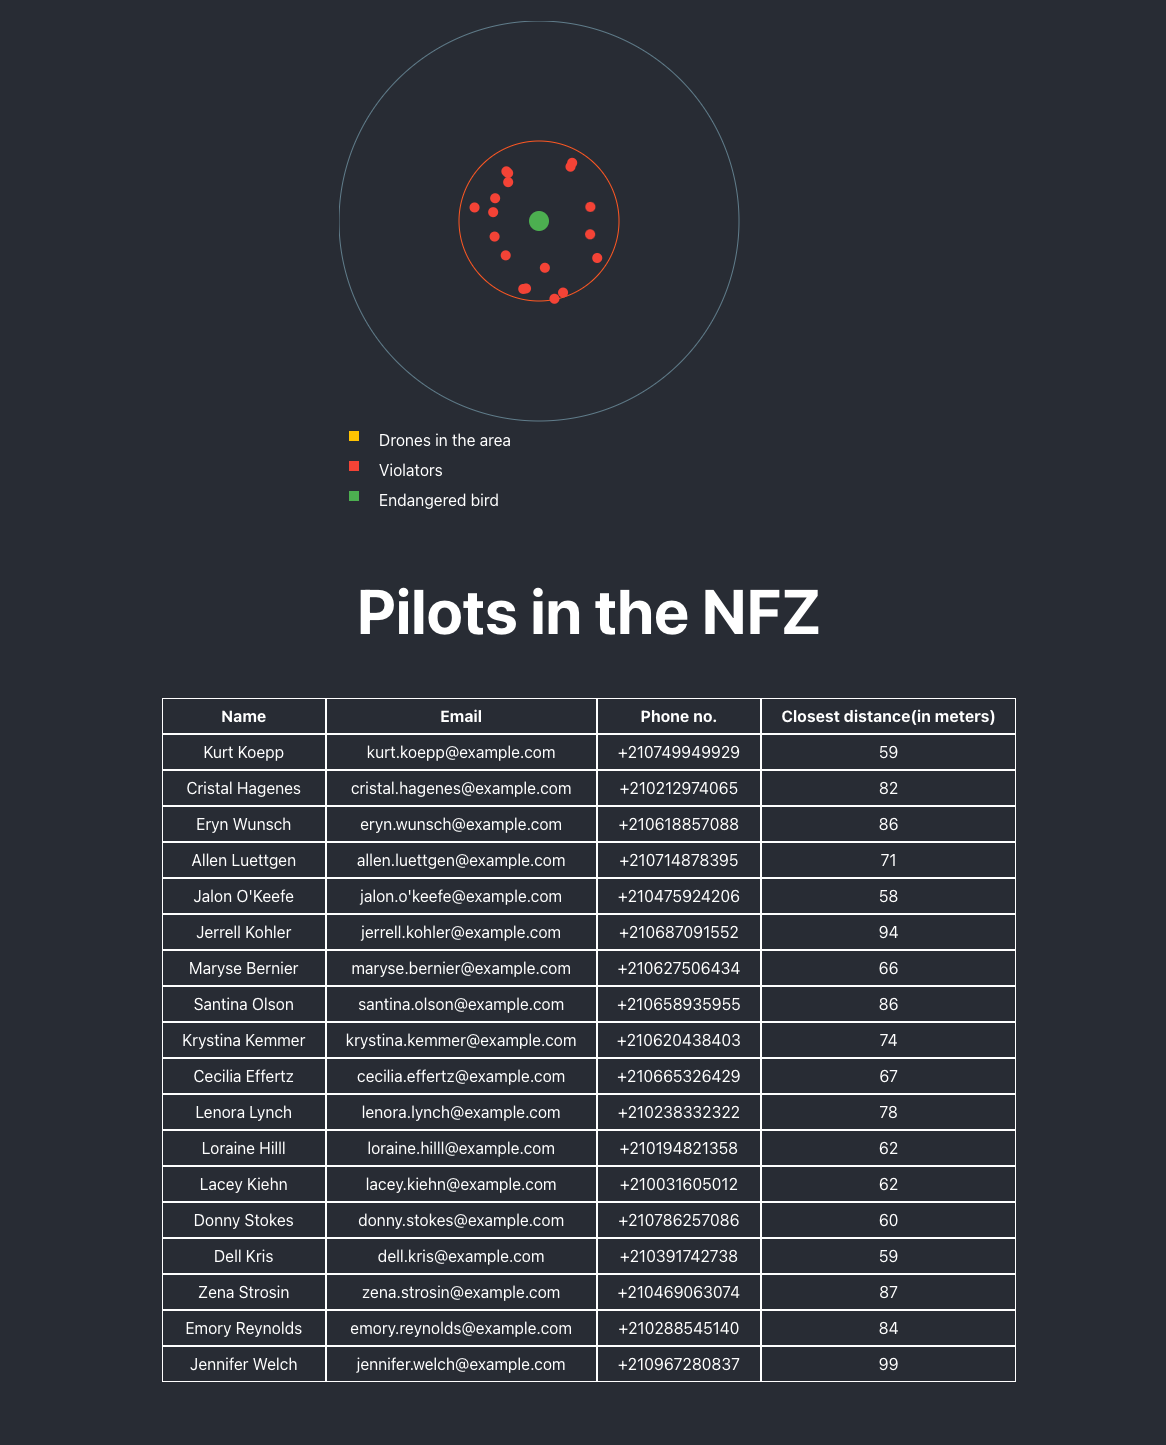 Drones in the area
Violators
Endangered bird
Pilots in the NFZ
Name Email Phone no. Closest distance(in meters)
Kurt Koepp kurt.koepp@example.com +210749949929 59
Cristal Hagenes cristal.hagenes@example.com +210212974065 82
Eryn Wunsch eryn.wunsch@example.com +210618857088 86
Allen Luettgen allen.luettgen@example.com +210714878395 71
Jalon O'Keefe jalon.o'keefe@example.com +210475924206 58
Jerrell Kohler jerrell.kohler@example.com +210687091552 94
Maryse Bernier maryse.bernier@example.com +210627506434 66
Santina Olson santina.olson@example.com +210658935955 86
Krystina Kemmer krystina.kemmer@example.com +210620438403 74
Cecilia Effertz cecilia.effertz@example.com +210665326429 67
Lenora Lynch lenora.lynch@example.com +210238332322 78
Loraine Hilll loraine.hilll@example.com +210194821358 62
Lacey Kiehn lacey.kiehn@example.com +210031605012 62
Donny Stokes donny.stokes@example.com +210786257086 60
Dell Kris dell.kris@example.com +210391742738 59
Zena Strosin zena.strosin@example.com +210469063074 87
Emory Reynolds emory.reynolds@example.com +210288545140 84
Jennifer Welch jennifer.welch@example.com +210967280837 99